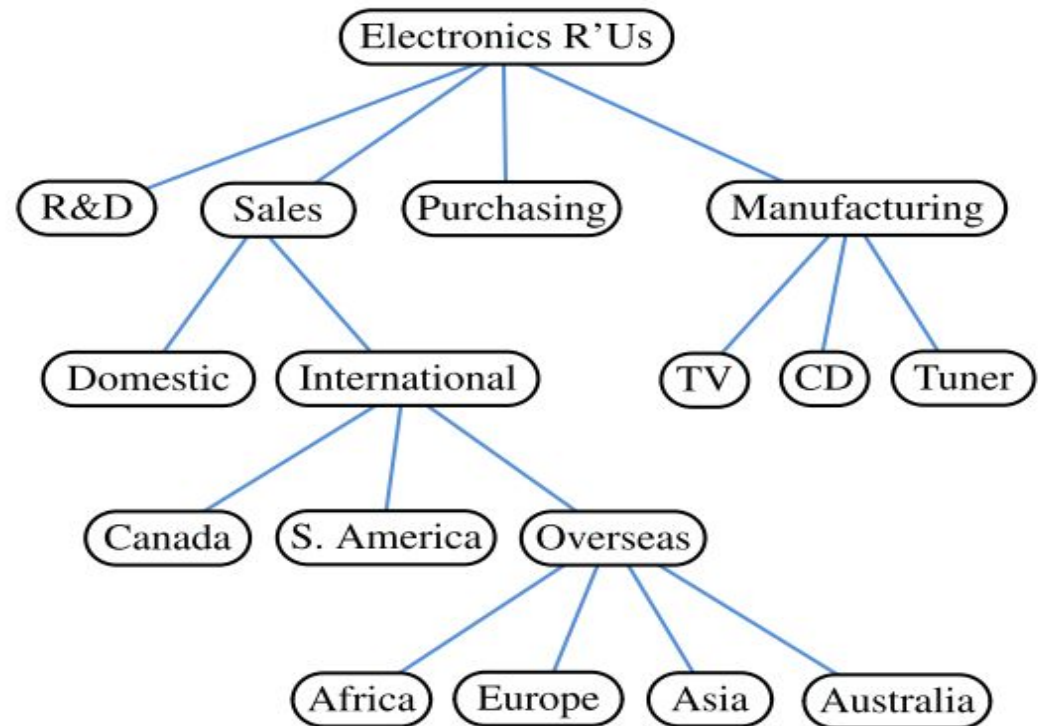 Electronics R’Us
R&D Sales Purchasing Manufacturing
Domestic International TV CD Tuner
Canada S. America Overseas
Africa Europe Asia Australia